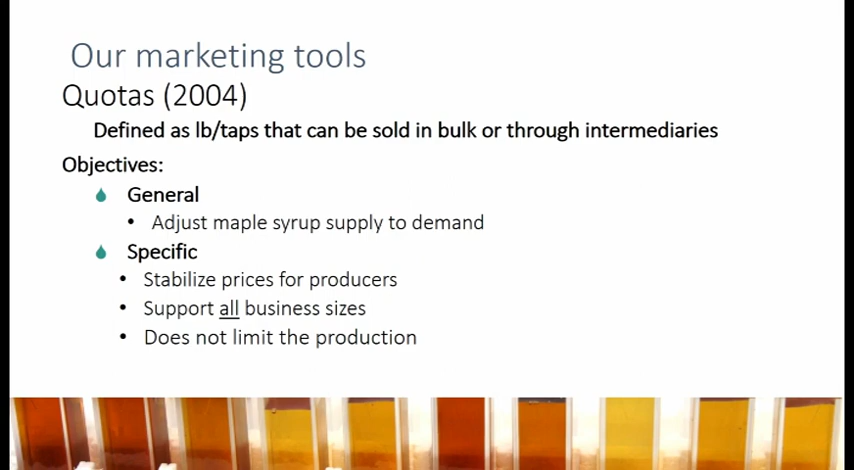 Our marketing tools
Quotas (2004)
Defined as lb/taps that can be sold in bulk or through intermediaries
Objectives:
General
• Adjust maple syrup supply to demand
Specific
• Stabilize prices for producers
• Support all business sizes
• Does not limit the production